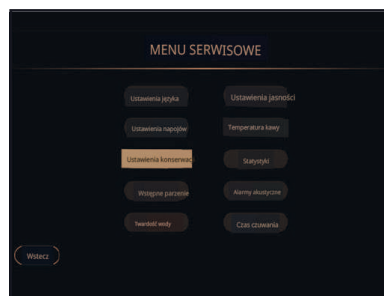 MENU SERWISOWE
Ustawienia języka
Ustawienia jasności
Ustawienia napojów
Temperatura kawy
Ustawienia konserwac
Statystyki
Wstępne parzenie
Alarmy akustyczne
Twardość wody
Czas czuwania
Wstecz